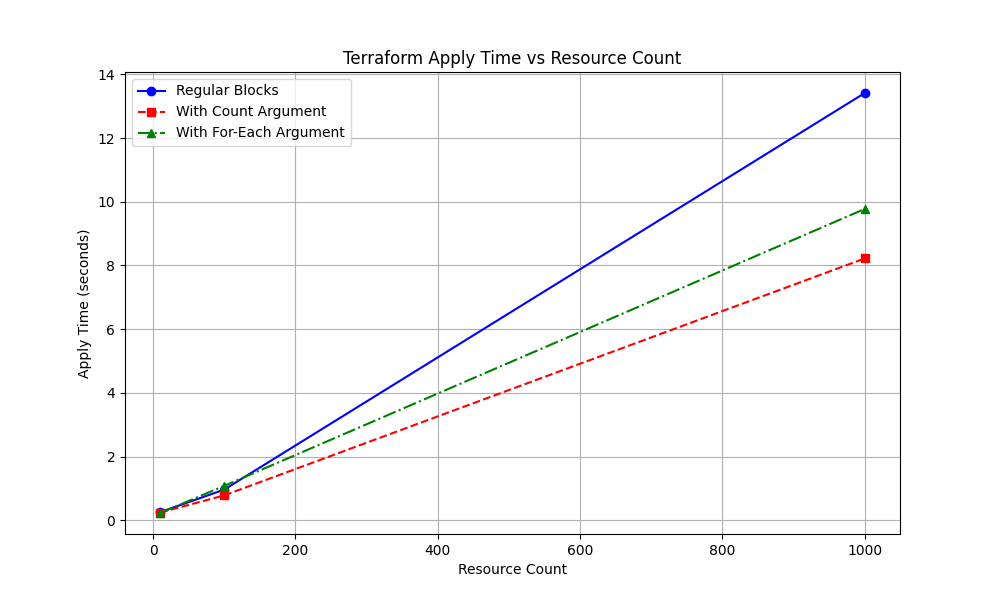 Terraform Apply Time vs Resource Count
Regular Blocks
With Count Argument
With For-Each Argument
Apply Time (seconds)
14
12
10
8
6
4
2
0
0 200 400 600 800 1000
Resource Count